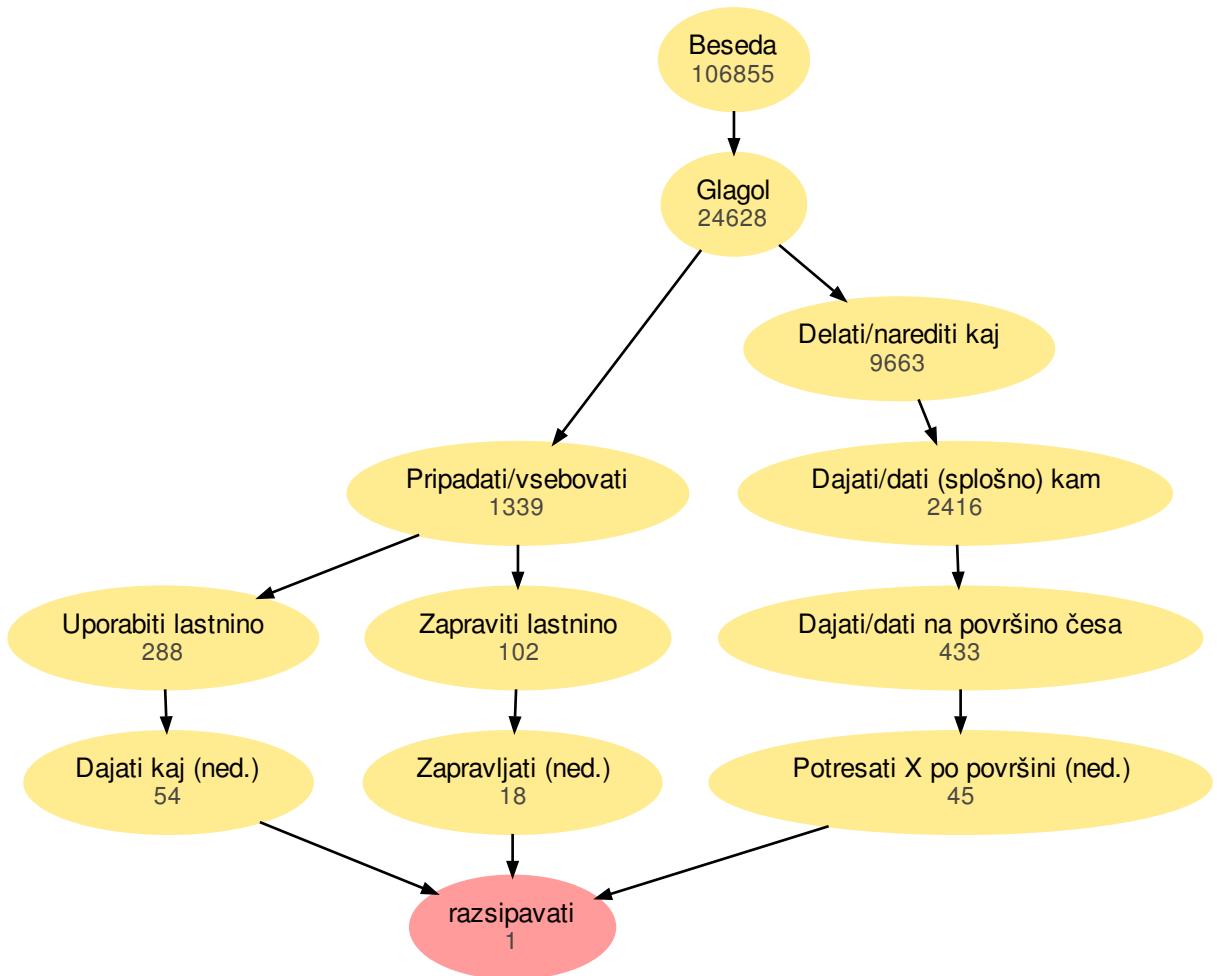 Beseda
106855
Glagol
24628
Delati/narediti kaj
9663
Pripadati/vsebovati
1339
Dajati/dati (splošno) kam
2416
Uporabiti lastnino
288
Zapraviti lastnino
102
Dajati/dati na površino česa
433
Dajati kaj (ned.)
54
Zapravljati (ned.)
18
Potresati X po površini (ned.)
45
razsipavati
1